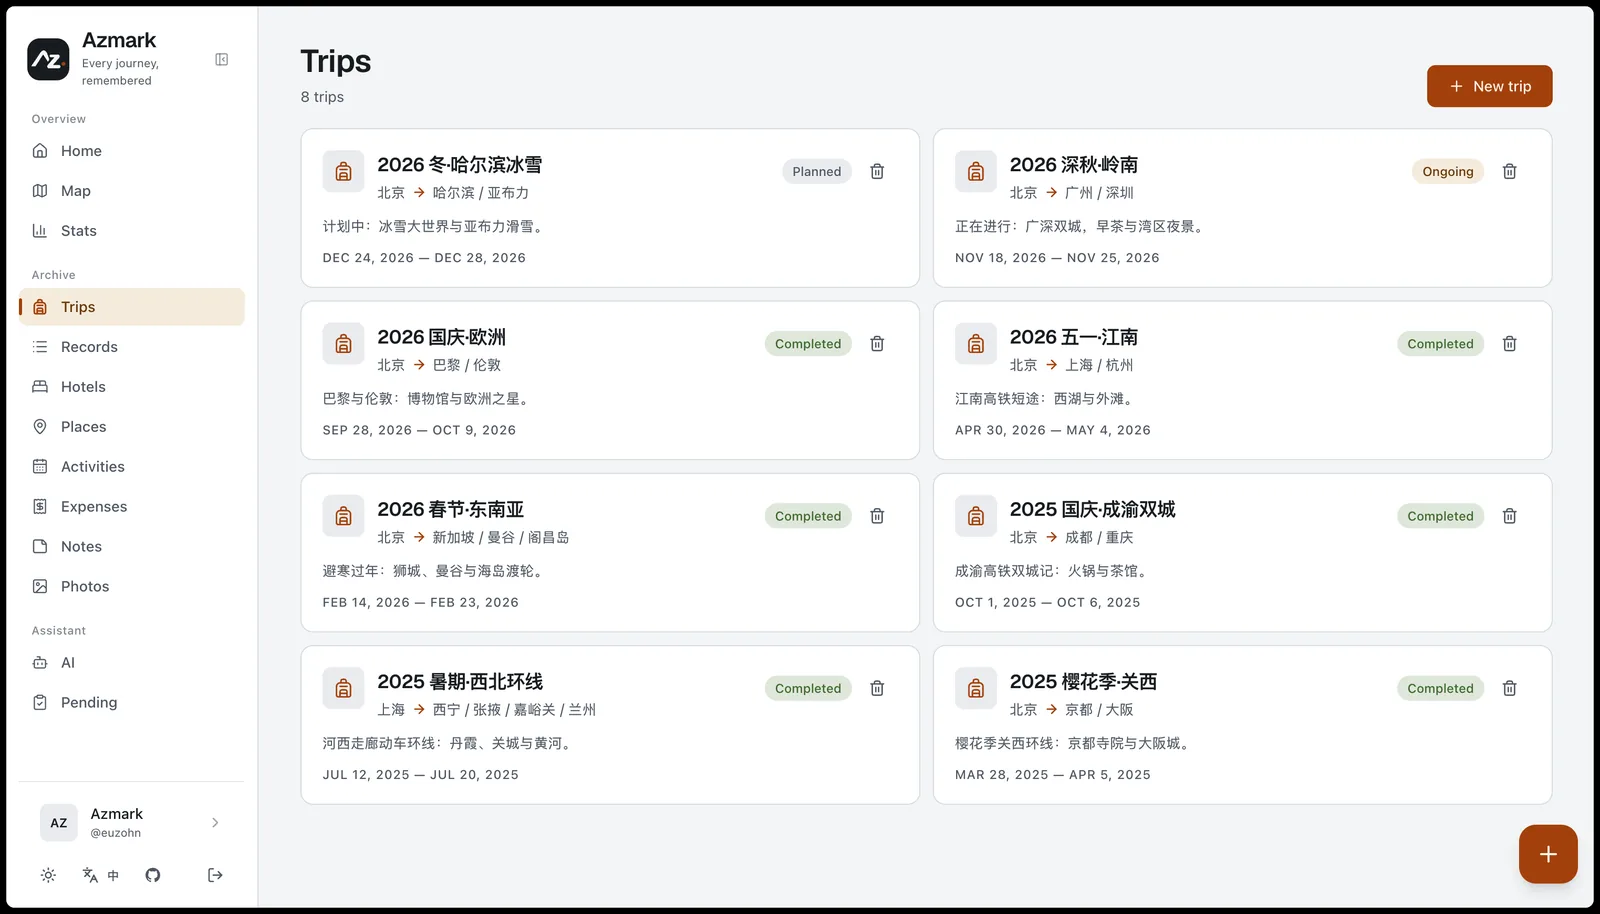 Azmark
Every journey,
remembered
Overview
Home
Map
Stats
Archive
Trips
Records
Hotels
Places
Activities
Expenses
Notes
Photos
Assistant
AI
Pending
AZ
Azmark
@euzohn
中
Trips
8 trips
+ New trip
2026 冬·哈尔滨冰雪
北京 → 哈尔滨 / 亚布力
Planned
计划中：冰雪大世界与亚布力滑雪。
DEC 24, 2026 — DEC 28, 2026
2026 深秋·岭南
北京 → 广州 / 深圳
Ongoing
正在进行：广深双城，早茶与湾区夜景。
NOV 18, 2026 — NOV 25, 2026
2026 国庆·欧洲
北京 → 巴黎 / 伦敦
Completed
巴黎与伦敦：博物馆与欧洲之星。
SEP 28, 2026 — OCT 9, 2026
2026 五一·江南
北京 → 上海 / 杭州
Completed
江南高铁短途：西湖与外滩。
APR 30, 2026 — MAY 4, 2026
2026 春节·东南亚
北京 → 新加坡 / 曼谷 / 阁昌岛
Completed
避寒过年：狮城、曼谷与海岛渡轮。
FEB 14, 2026 — FEB 23, 2026
2025 国庆·成渝双城
北京 → 成都 / 重庆
Completed
成渝高铁双城记：火锅与茶馆。
OCT 1, 2025 — OCT 6, 2025
2025 暑期·西北环线
上海 → 西宁 / 张掖 / 嘉峪关 / 兰州
Completed
河西走廊动车环线：丹霞、关城与黄河。
JUL 12, 2025 — JUL 20, 2025
2025 樱花季·关西
北京 → 京都 / 大阪
Completed
樱花季关西环线：京都寺院与大阪城。
MAR 28, 2025 — APR 5, 2025